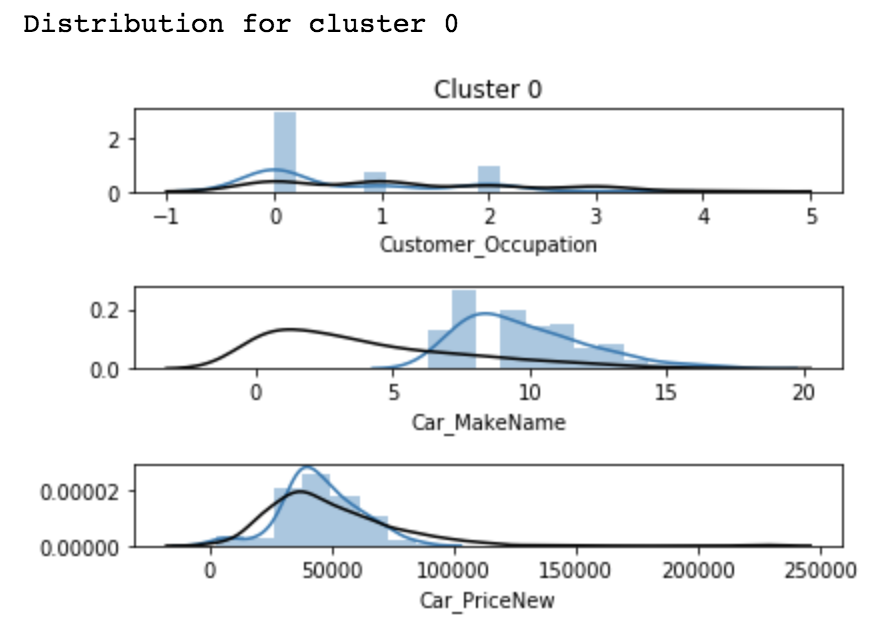 Distribution for cluster 0
Cluster 0
2
0
−1 0 1 2 3 4 5
Customer_Occupation
0.2
0.0
0 5 10 15 20
Car_MakeName
0.00002
0.00000
0 50000 100000 150000 200000 250000
Car_PriceNew